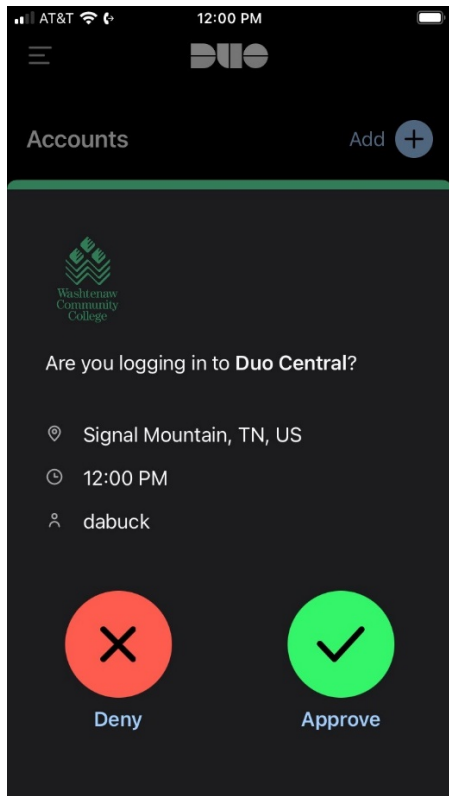 AT&T 12:00 PM
DUO
Accounts Add
Washtenaw
Community
College
Are you logging in to Duo Central?
Signal Mountain, TN, US
12:00 PM
dabuck
Deny Approve